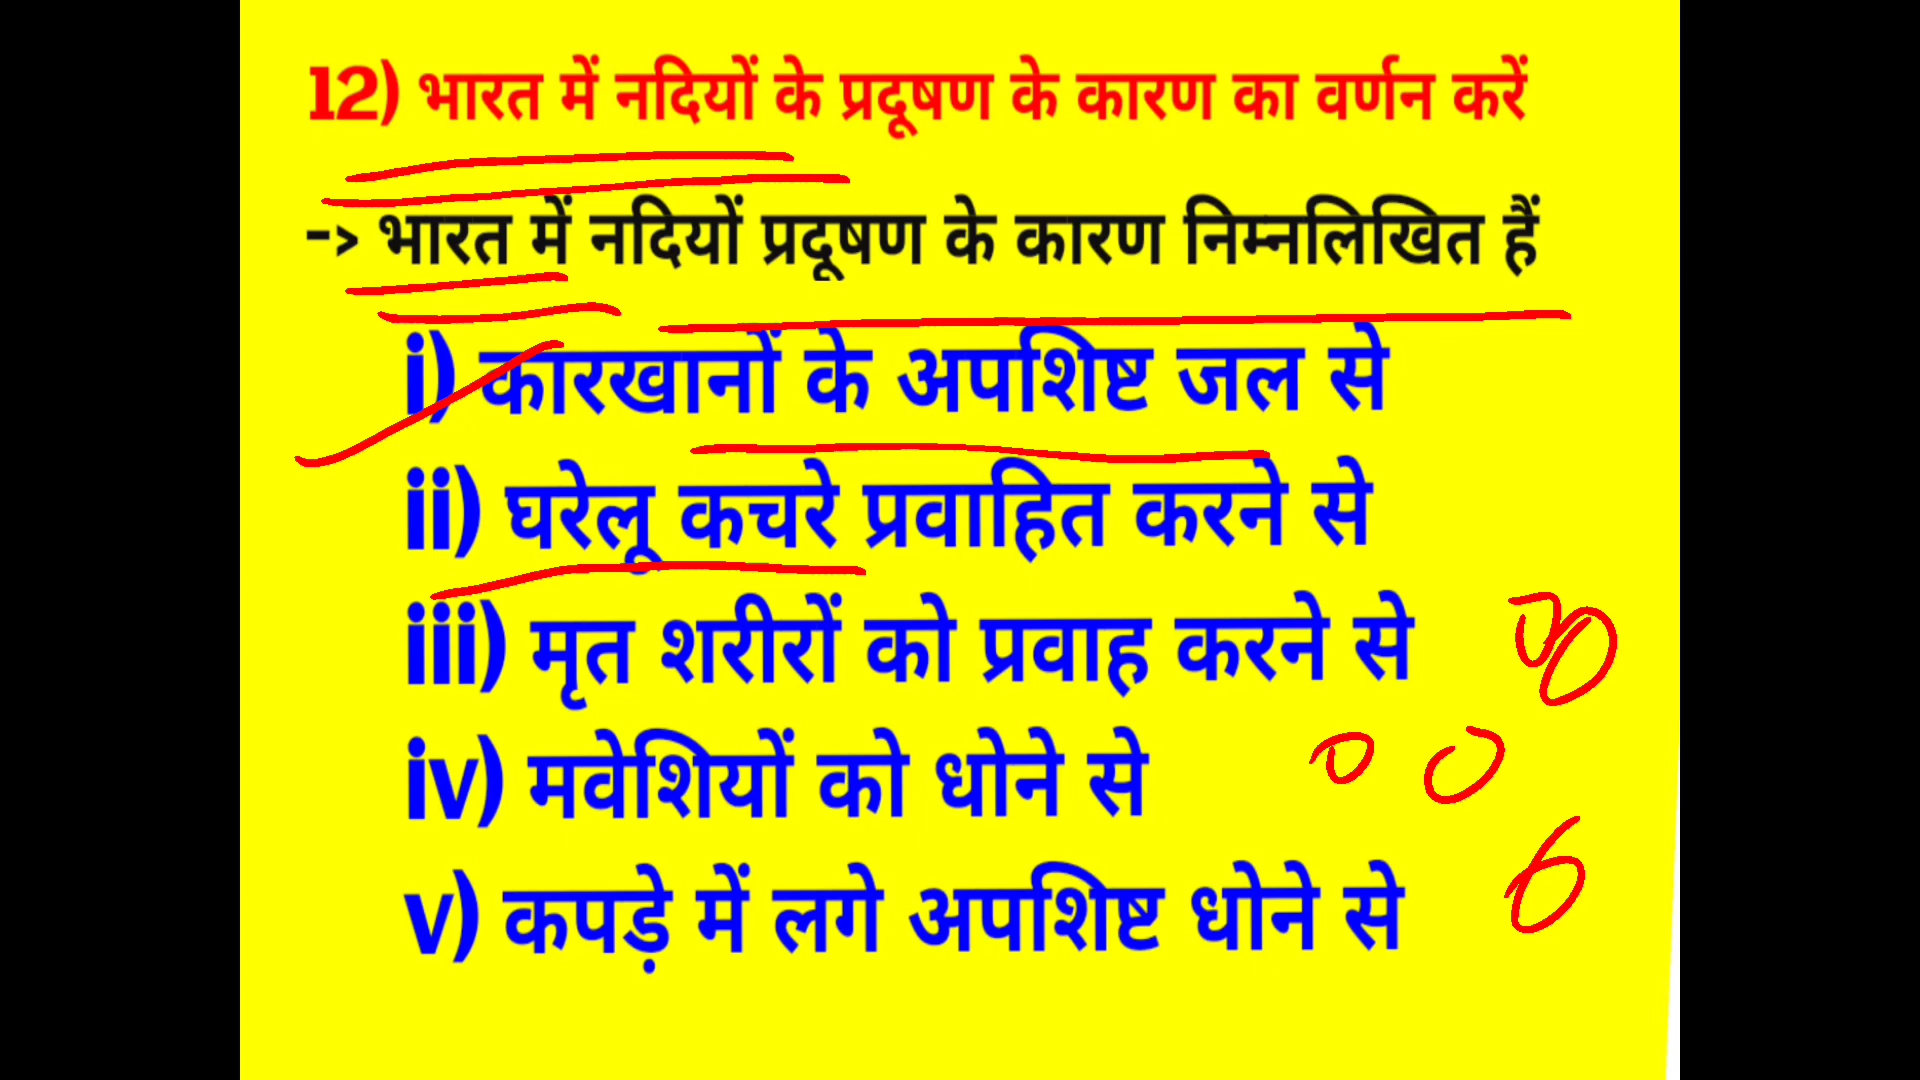 12) भारत में नदियों के प्रदूषण के कारण का वर्णन करें
-> भारत में नदियों प्रदूषण के कारण निम्नलिखित हैं
i) कारखानों के अपशिष्ट जल से
ii) घरेलू कचरे प्रवाहित करने से
iii) मृत शरीरों को प्रवाह करने से
iv) मवेशियों को धोने से
v) कपड़े में लगे अपशिष्ट धोने से